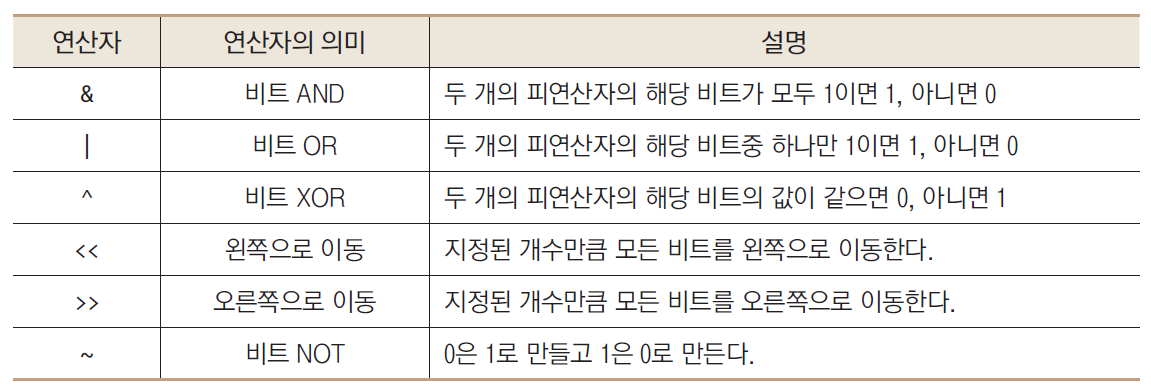 연산자 연산자의 의미 설명
& 비트 AND 두 개의 피연산자의 해당 비트가 모두 1이면 1, 아니면 0
| 비트 OR 두 개의 피연산자의 해당 비트중 하나만 1이면 1, 아니면 0
^ 비트 XOR 두 개의 피연산자의 해당 비트의 값이 같으면 0, 아니면 1
<< 왼쪽으로 이동 지정된 개수만큼 모든 비트를 왼쪽으로 이동한다.
>> 오른쪽으로 이동 지정된 개수만큼 모든 비트를 오른쪽으로 이동한다.
~ 비트 NOT 0은 1로 만들고 1은 0로 만든다.